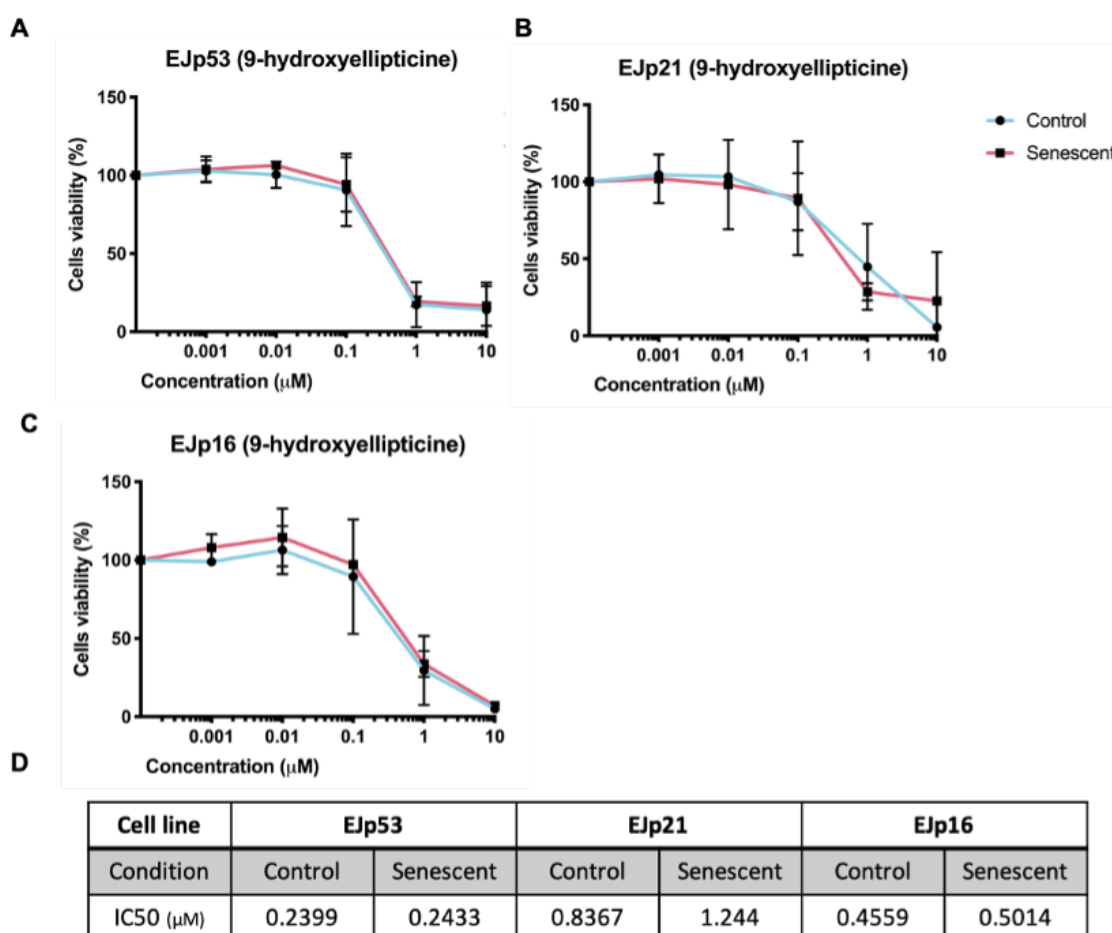 A
B
EJp53 (9-hydroxyellipticine)
EJp21 (9-hydroxyellipticine)
Control
Senescent
Cells viability (%)
150
100
50
0
0.001 0.01 0.1 1 10
Concentration (μM)
Cells viability (%)
150
100
50
0
0.001 0.01 0.1 1 10
Concentration (μM)
C
EJp16 (9-hydroxyellipticine)
Cells viability (%)
150
100
50
0
0.001 0.01 0.1 1 10
Concentration (μM)
D
Cell line EJp53 EJp21 EJp16
Condition Control Senescent Control Senescent Control Senescent
IC50 (μM) 0.2399 0.2433 0.8367 1.244 0.4559 0.5014